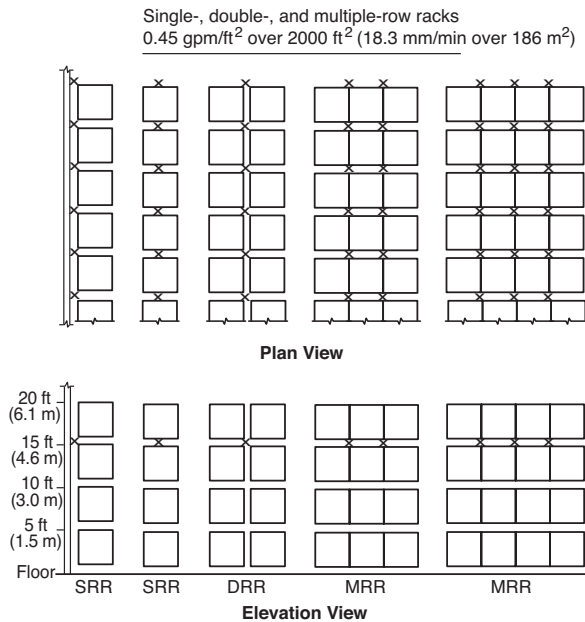 Single-, double-, and multiple-row racks
0.45 gpm/ft² over 2000 ft² (18.3 mm/min over 186 m²)
Plan View
20 ft
(6.1 m)
15 ft
(4.6 m)
10 ft
(3.0 m)
5 ft
(1.5 m)
Floor
SRR SRR DRR MRR MRR
Elevation View